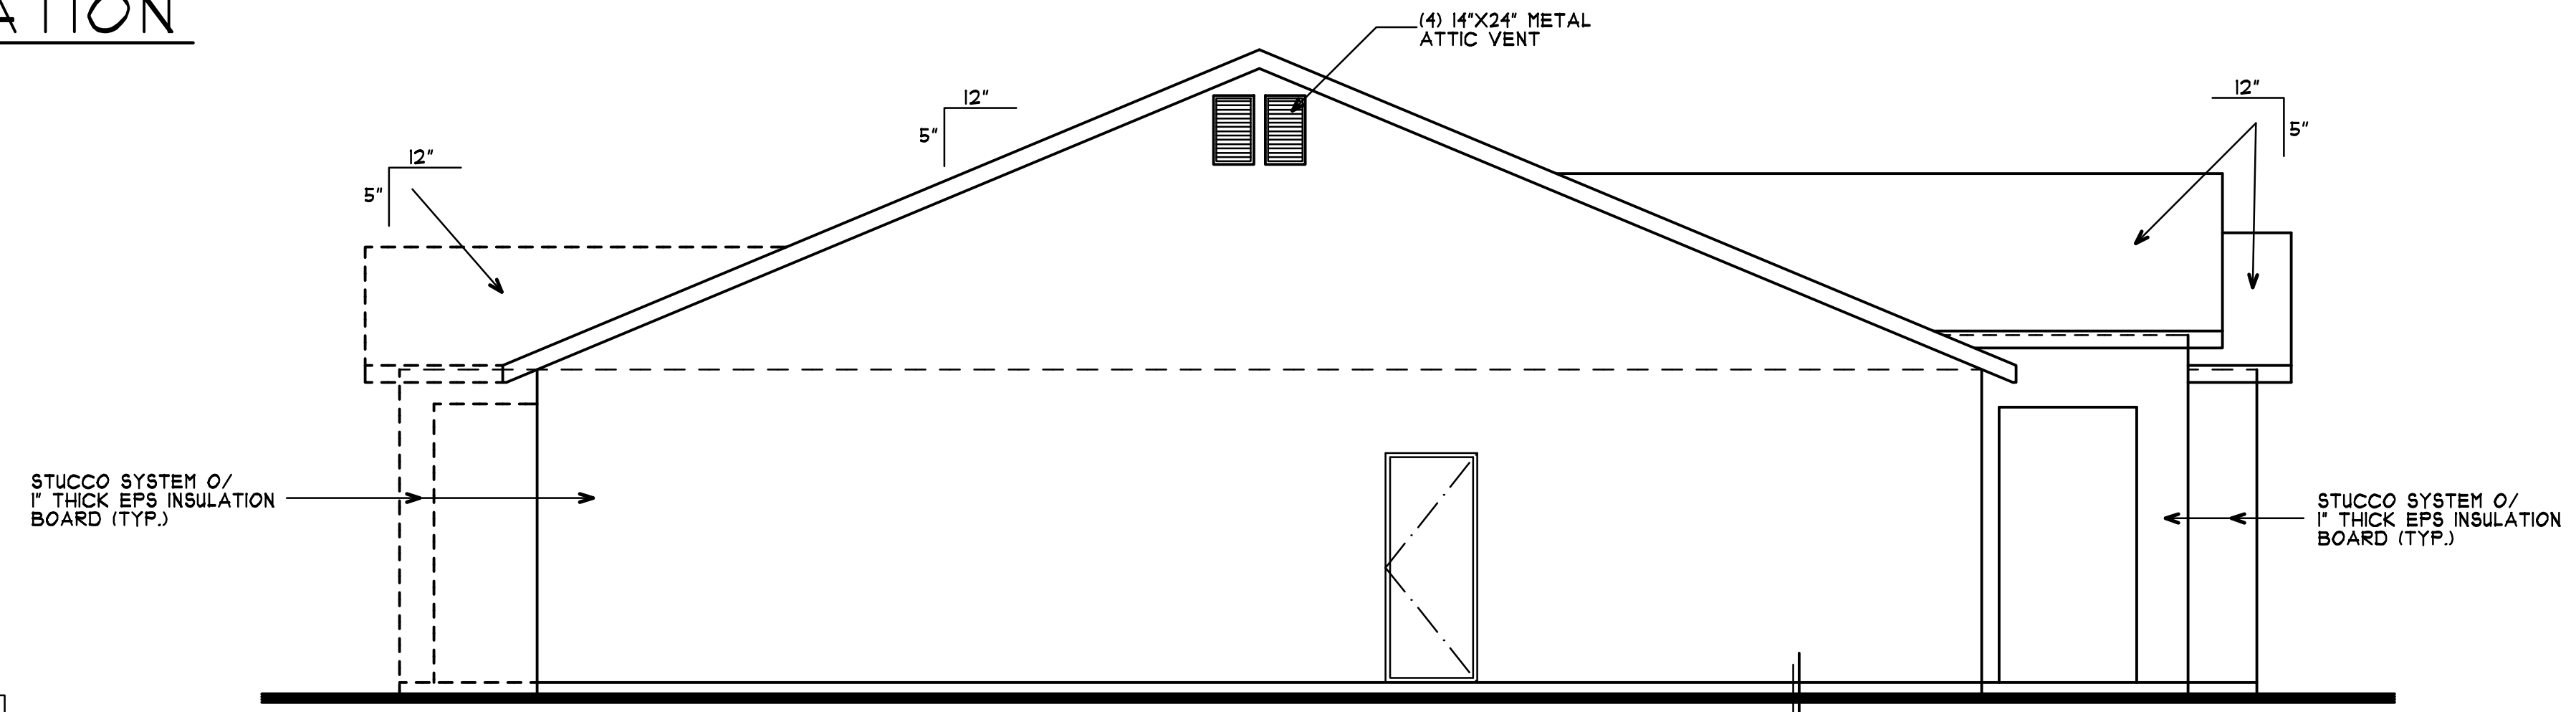 ATION
(4) 14"X24" METAL
ATTIC VENT
12"
5"
12"
5"
12"
5"
STUCCO SYSTEM O/
1" THICK EPS INSULATION
BOARD (TYP.)
STUCCO SYSTEM O/
1" THICK EPS INSULATION
BOARD (TYP.)